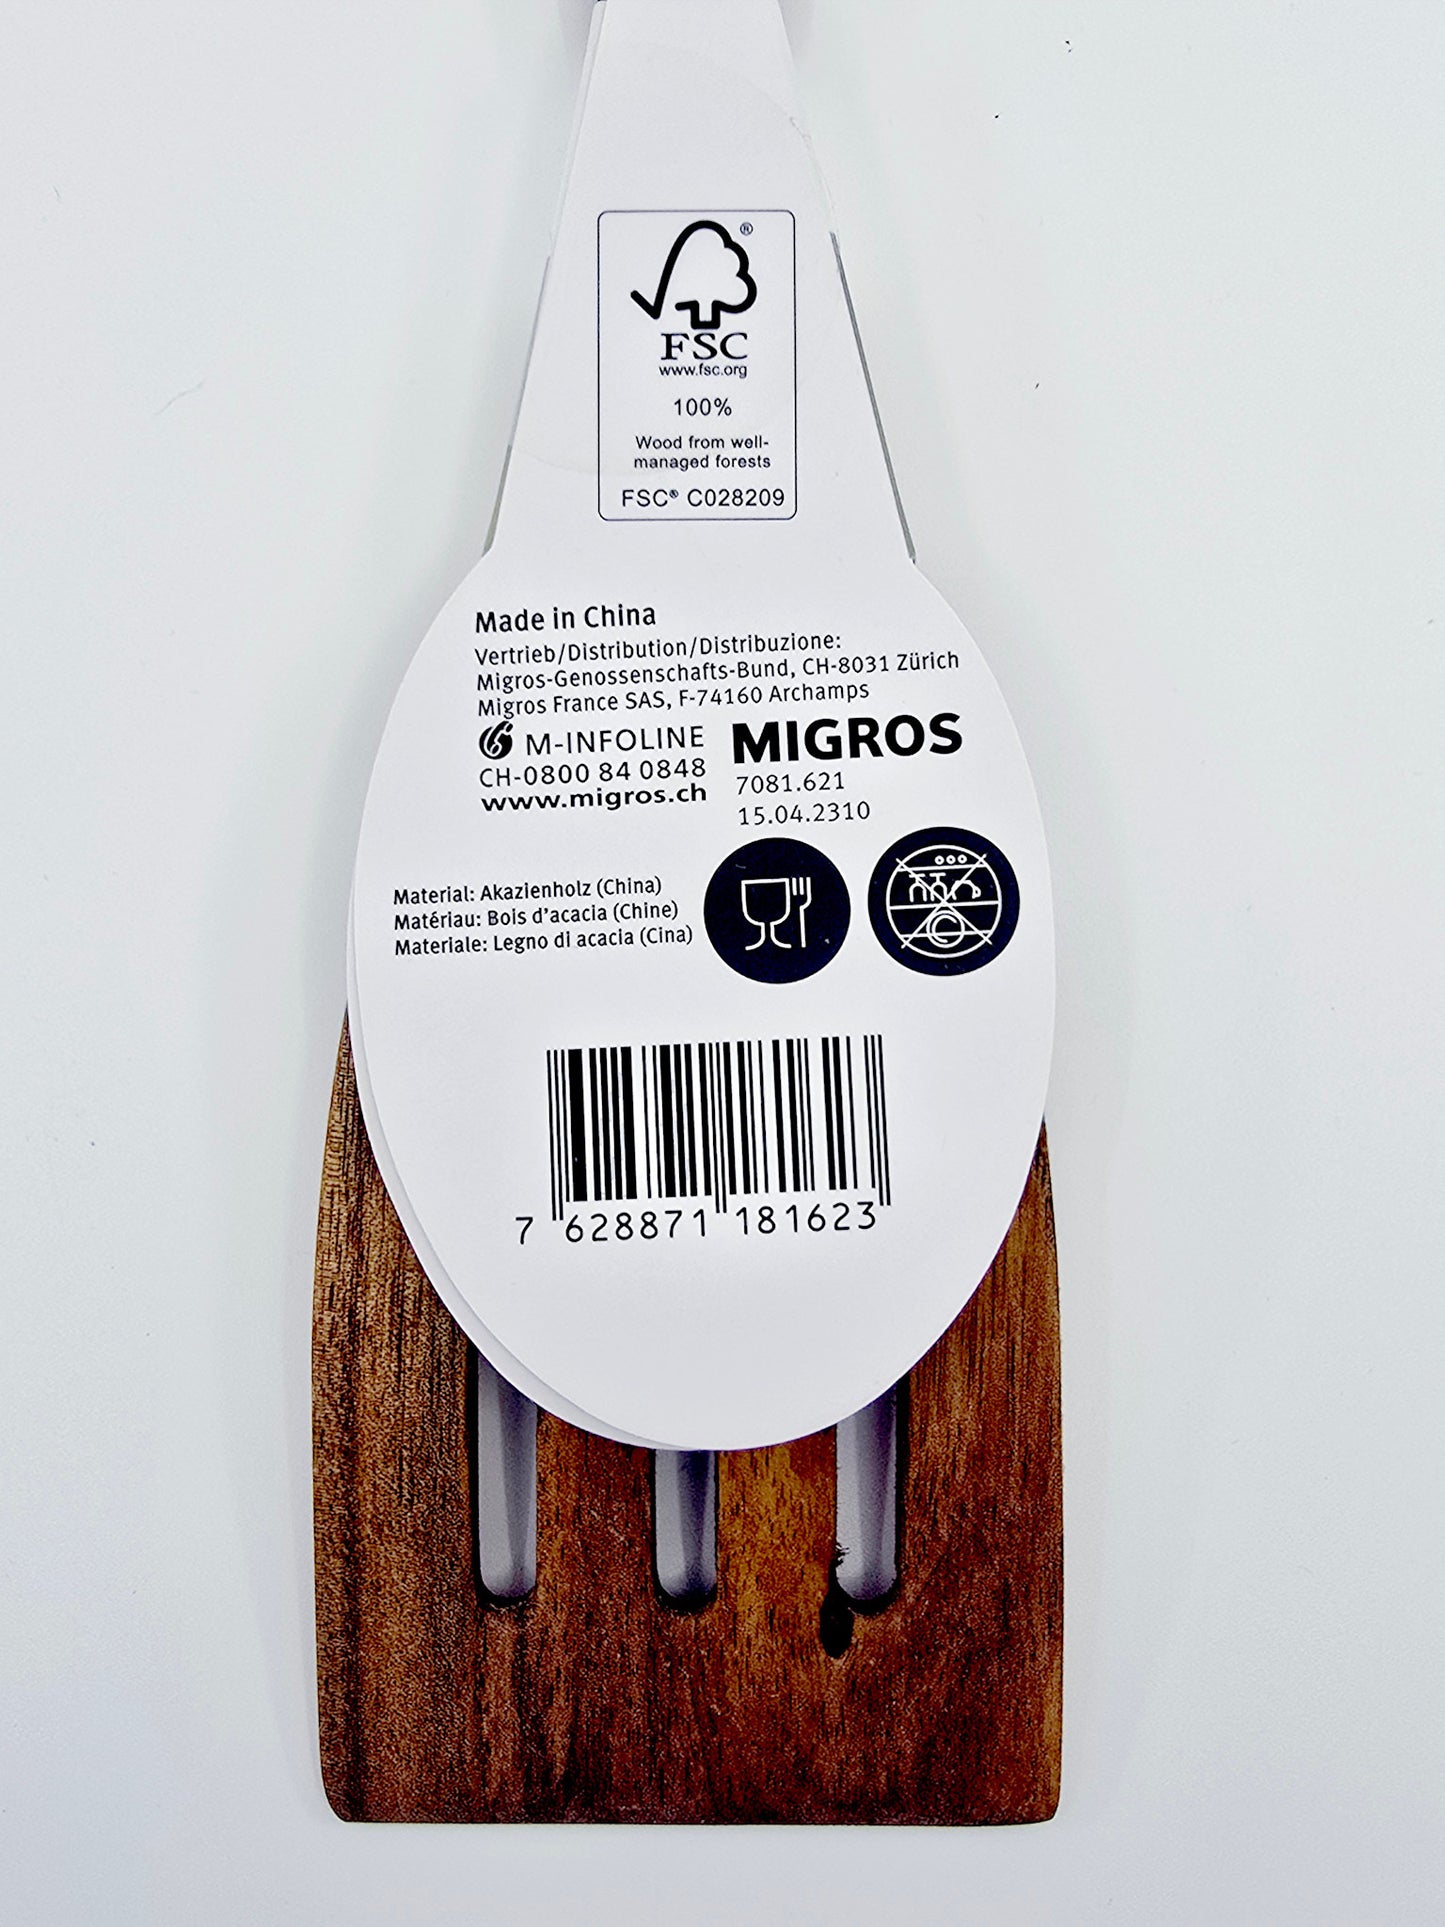 ®
FSC
www.fsc.org
100%
Wood from well-
managed forests
FSC® C028209
Made in China
Vertrieb/Distribution/Distribuzione:
Migros-Genossenschafts-Bund, CH-8031 Zürich
Migros France SAS, F-74160 Archamps
M-INFOLINE
CH-0800 84 0848
www.migros.ch
MIGROS
7081.621
15.04.2310
Material: Akazienholz (China)
Matériau: Bois d'acacia (Chine)
Materiale: Legno di acacia (Cina)
7 628871 181623